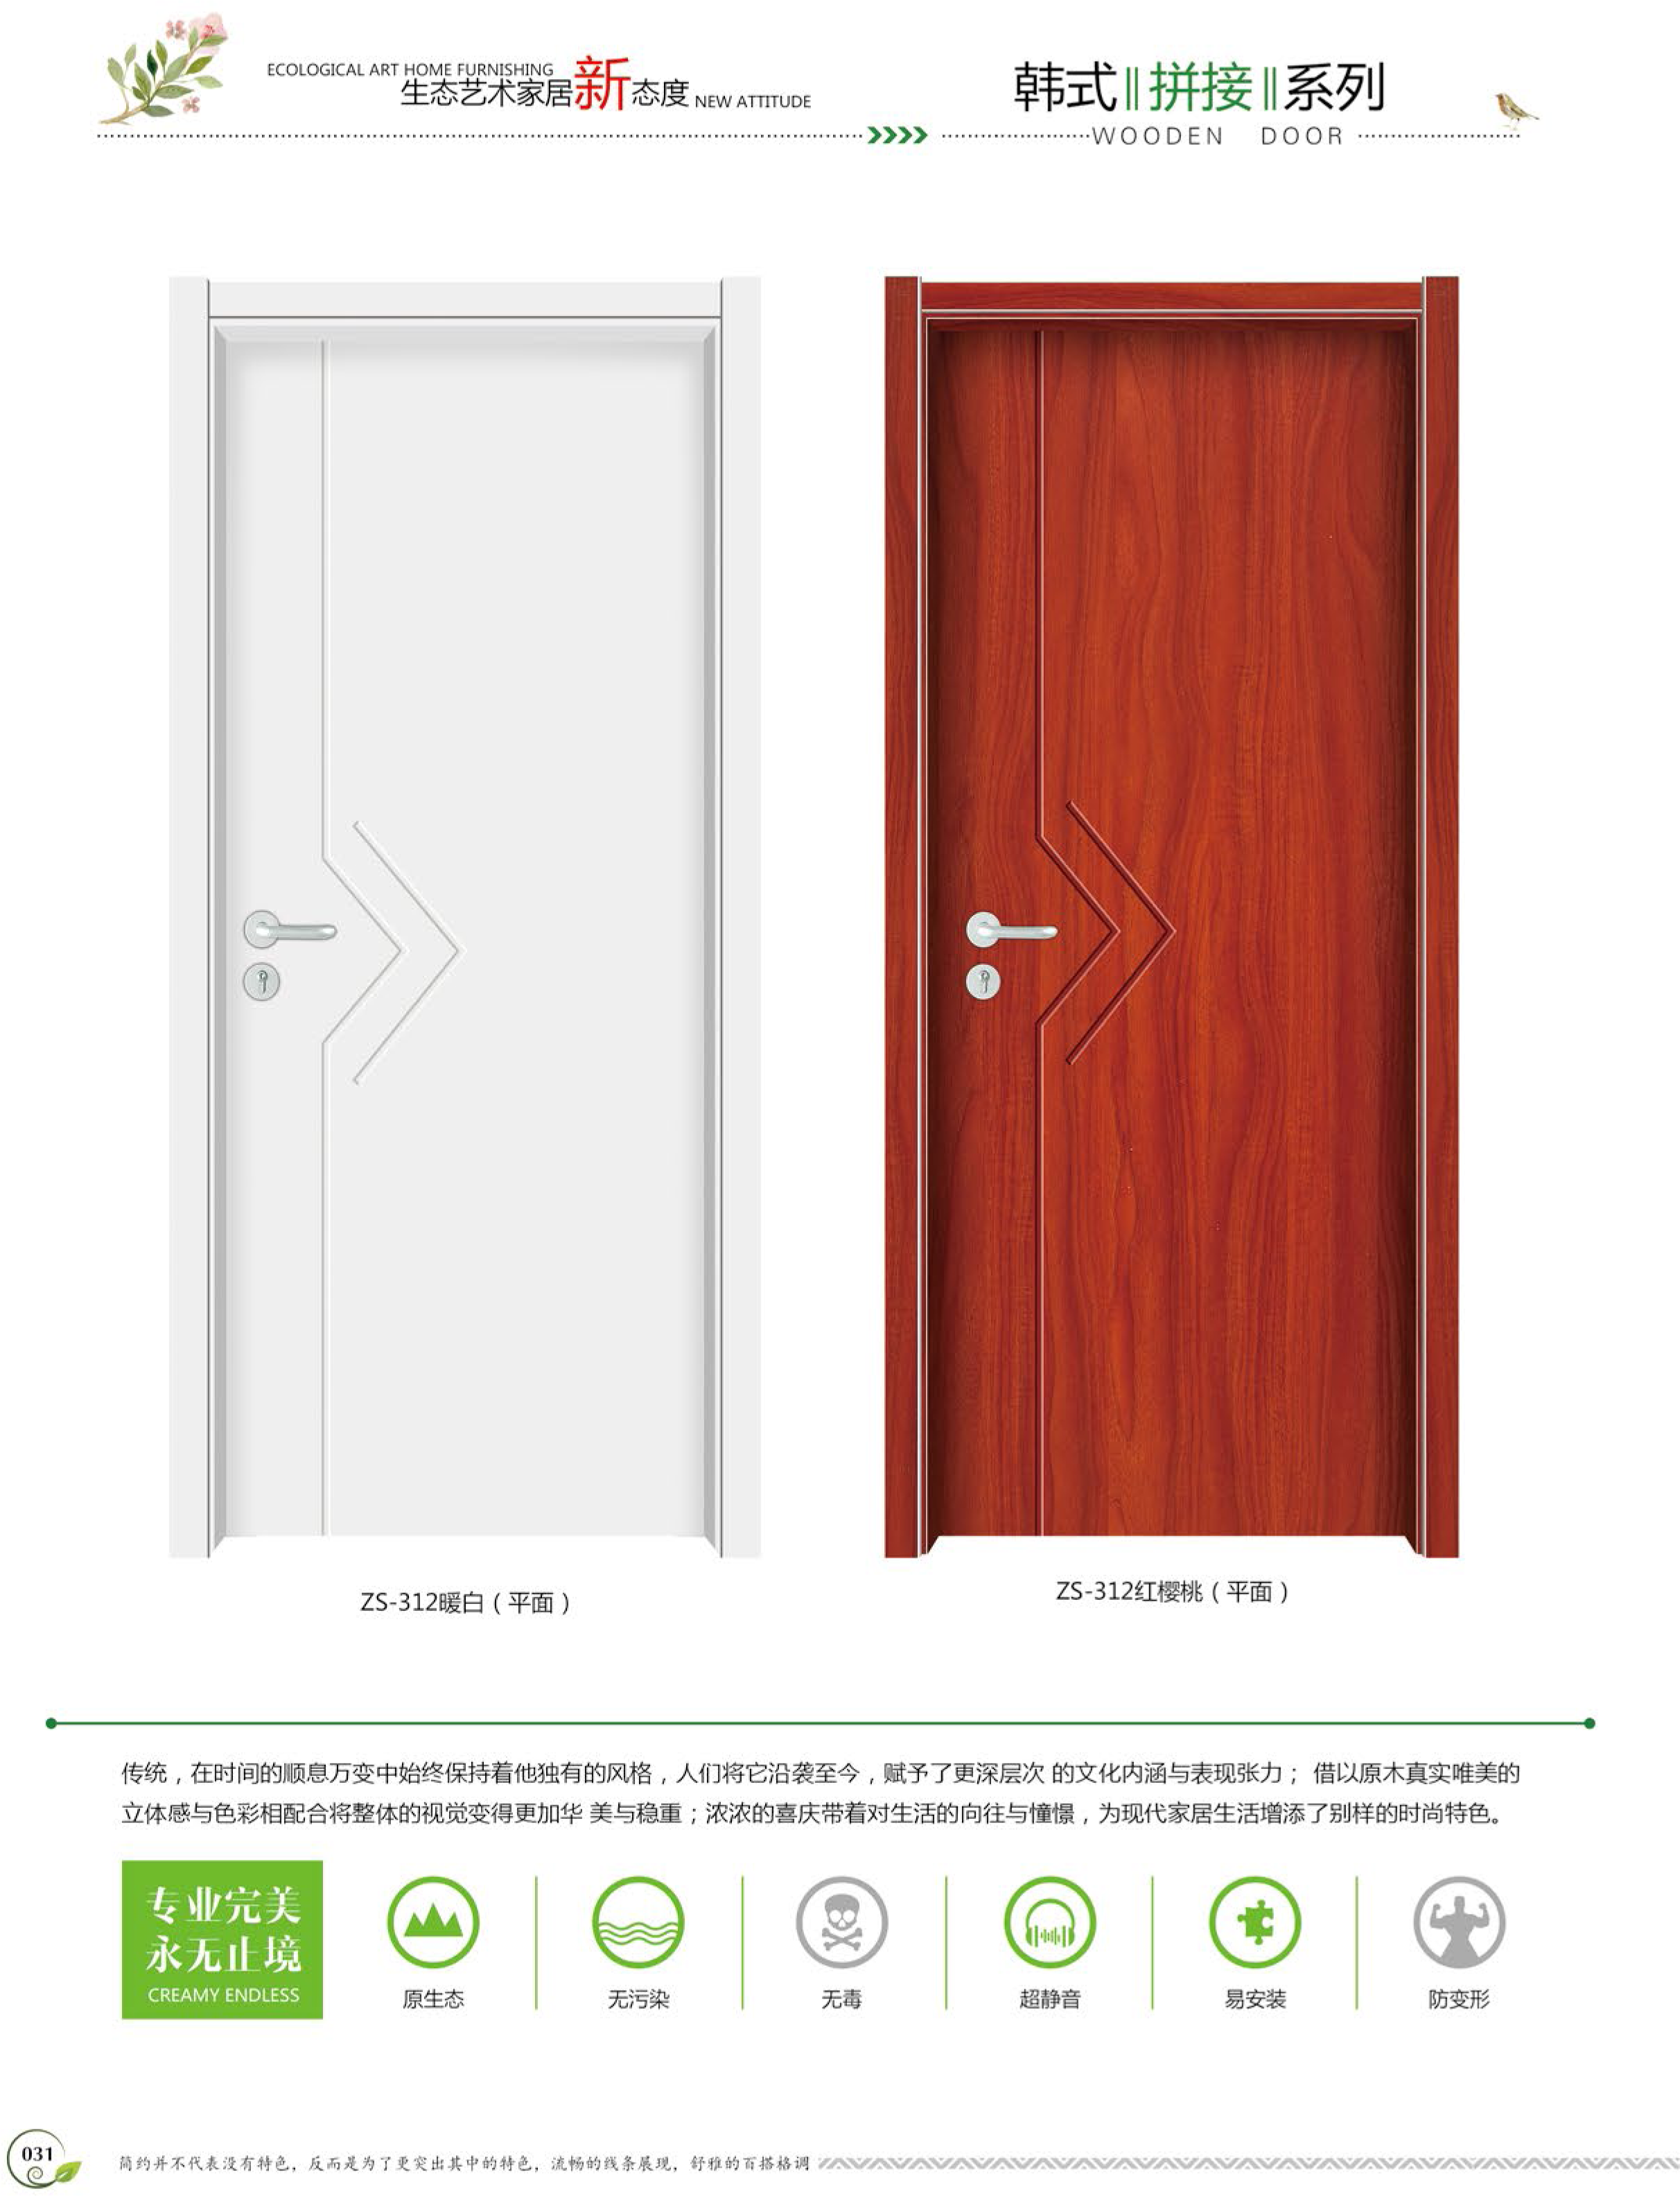 ECOLOGICAL ART HOME FURNISHING
生态艺术家居新态度 NEW ATTITUDE
韩式||拼接||系列
WOODEN DOOR
ZS-312暖白（平面）
ZS-312红樱桃（平面）
传统，在时间的顺息万变中始终保持着他独有的风格，人们将它沿袭至今，赋予了更深层次 的文化内涵与表现张力； 借以原木真实唯美的
立体感与色彩相配合将整体的视觉变得更加华 美与稳重；浓浓的喜庆带着对生活的向往与憧憬，为现代家居生活增添了别样的时尚特色。
专业完美
永无止境
CREAMY ENDLESS
原生态
无污染
无毒
超静音
易安装
防变形
031
简约并不代表没有特色，反而是为了更突出其中的特色，流畅的线条展现，舒雅的百搭格调